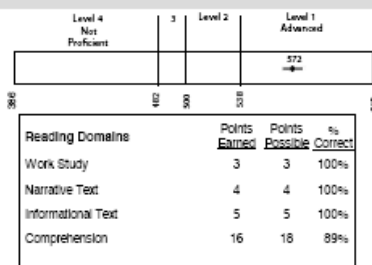 Level 4 3 Level 2 Level 1
Not Advanced
Proficient
572
500 538
Reading Domains Points Earned Points Possible % Correct
Work Study 3 3 100%
Narrative Text 4 4 100%
Informational Text 5 5 100%
Comprehension 16 18 89%